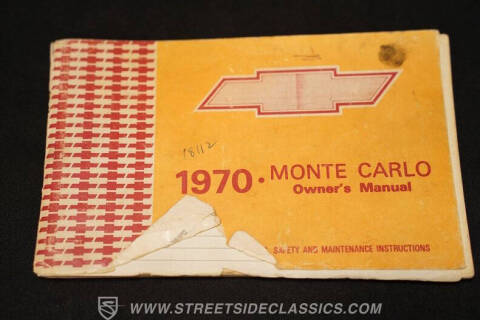 18112
1970. MONTE CARLO
Owner's Manual
SAFETY AND MAINTENANCE INSTRUCTIONS
WWW.STREETSIDECLASSICS.COM